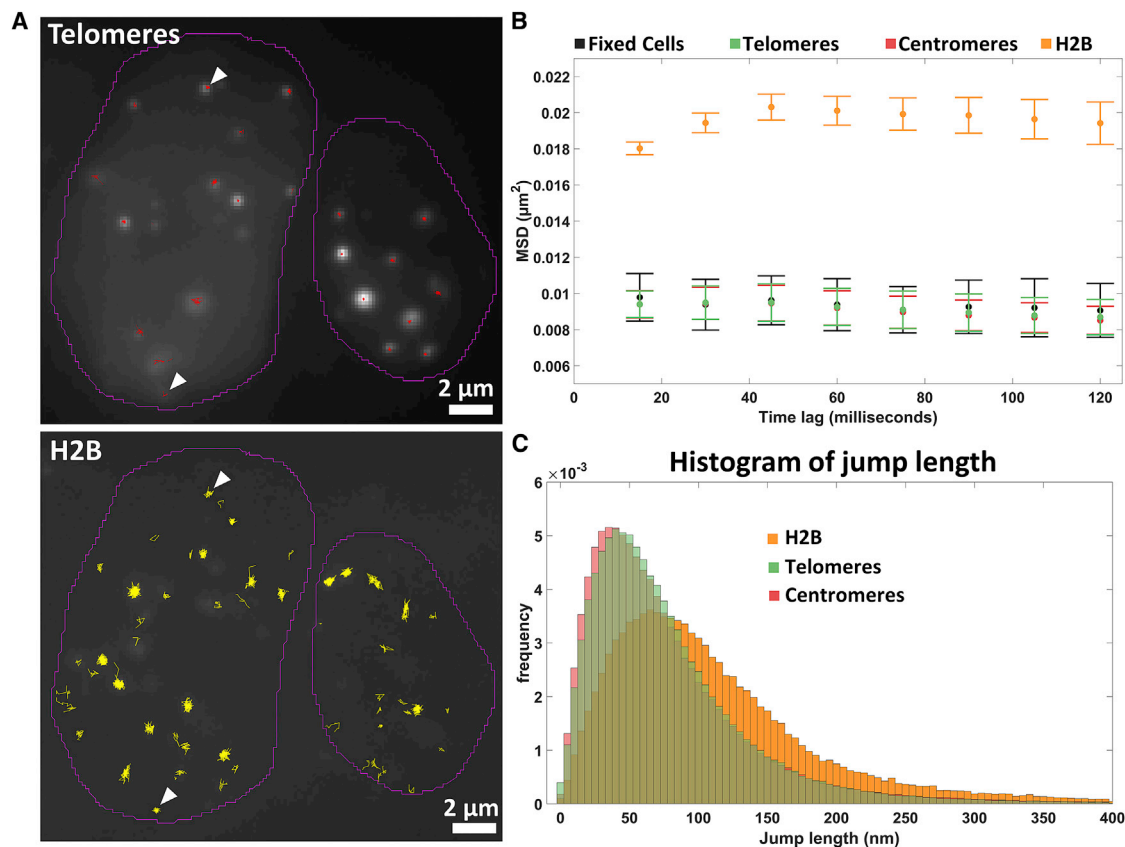 A
Telomeres
2 µm
H2B
2 µm
B
Fixed Cells Telomeres Centromeres H2B
MSD (µm²)
0.022
0.02
0.018
0.016
0.014
0.012
0.01
0.008
0.006
0 20 40 60 80 100 120
Time lag (milliseconds)
C
Histogram of jump length
×10⁻³
frequency
6
5
4
3
2
1
0
H2B
Telomeres
Centromeres
0 50 100 150 200 250 300 350 400
Jump length (nm)